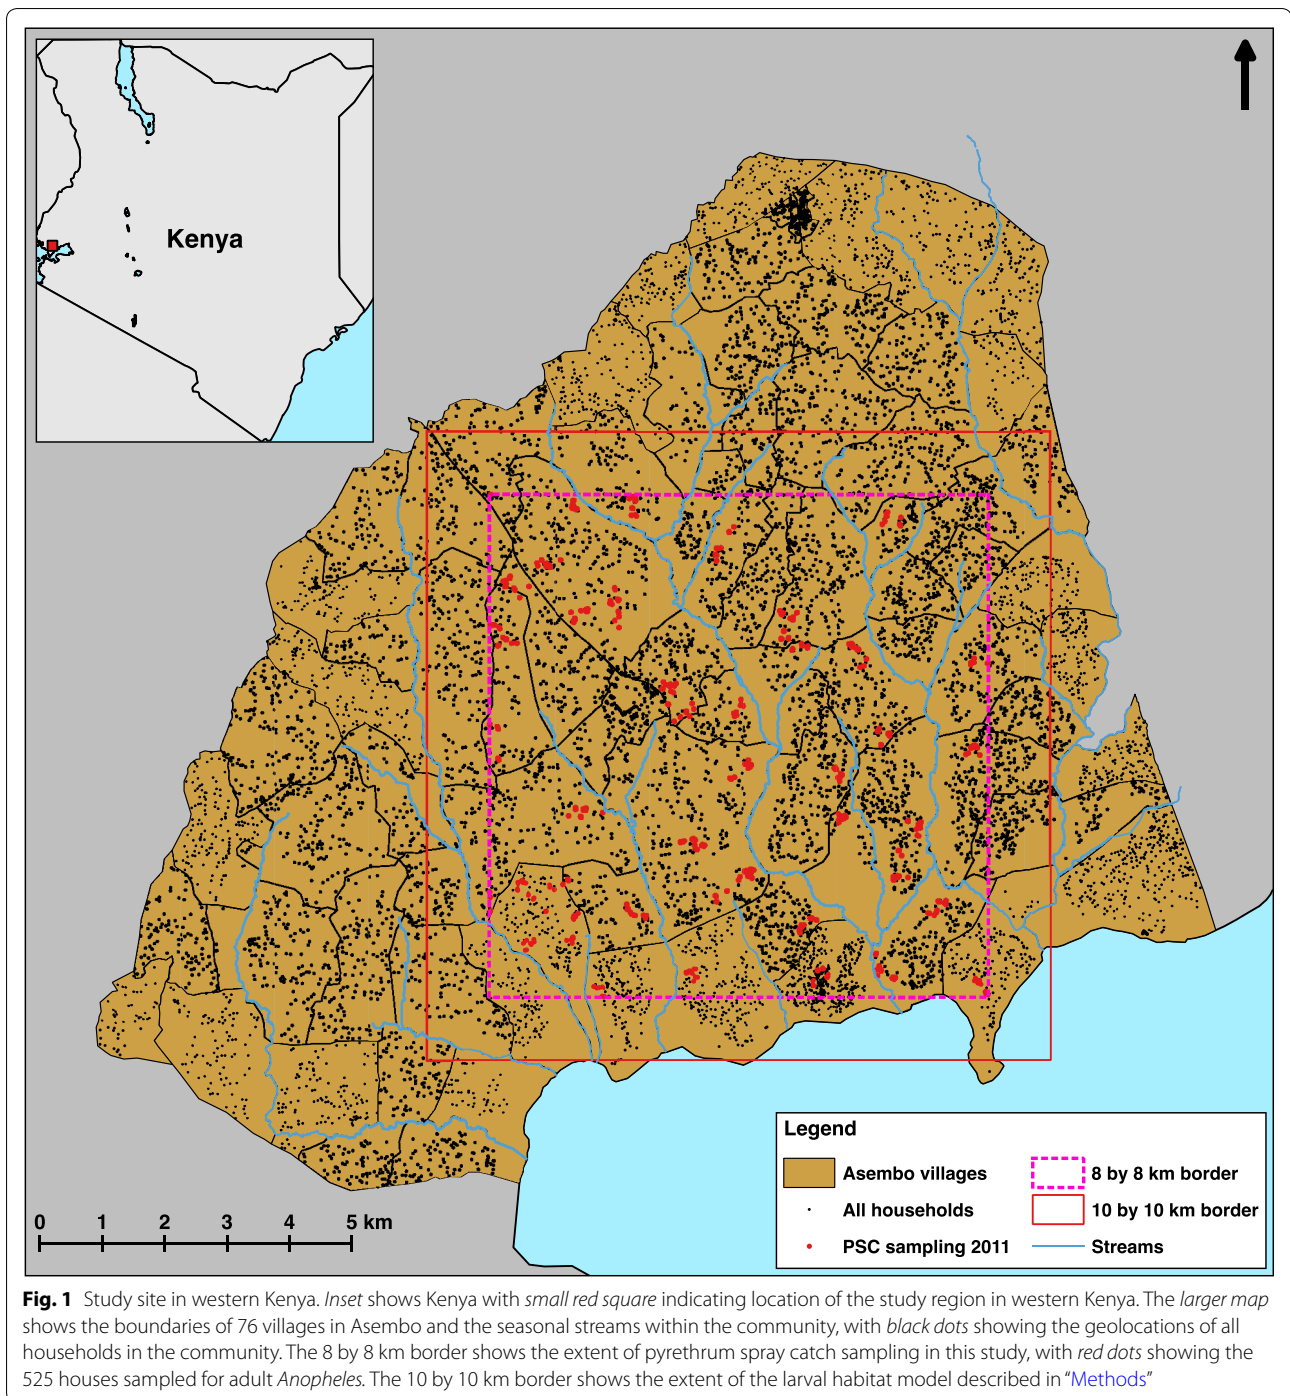 Kenya
Legend
Asembo villages
All households
PSC sampling 2011
8 by 8 km border
10 by 10 km border
Streams
0 1 2 3 4 5 km
Fig. 1 Study site in western Kenya. Inset shows Kenya with small red square indicating location of the study region in western Kenya. The larger map
shows the boundaries of 76 villages in Asembo and the seasonal streams within the community, with black dots showing the geolocations of all
households in the community. The 8 by 8 km border shows the extent of pyrethrum spray catch sampling in this study, with red dots showing the
525 houses sampled for adult Anopheles. The 10 by 10 km border shows the extent of the larval habitat model described in “Methods”